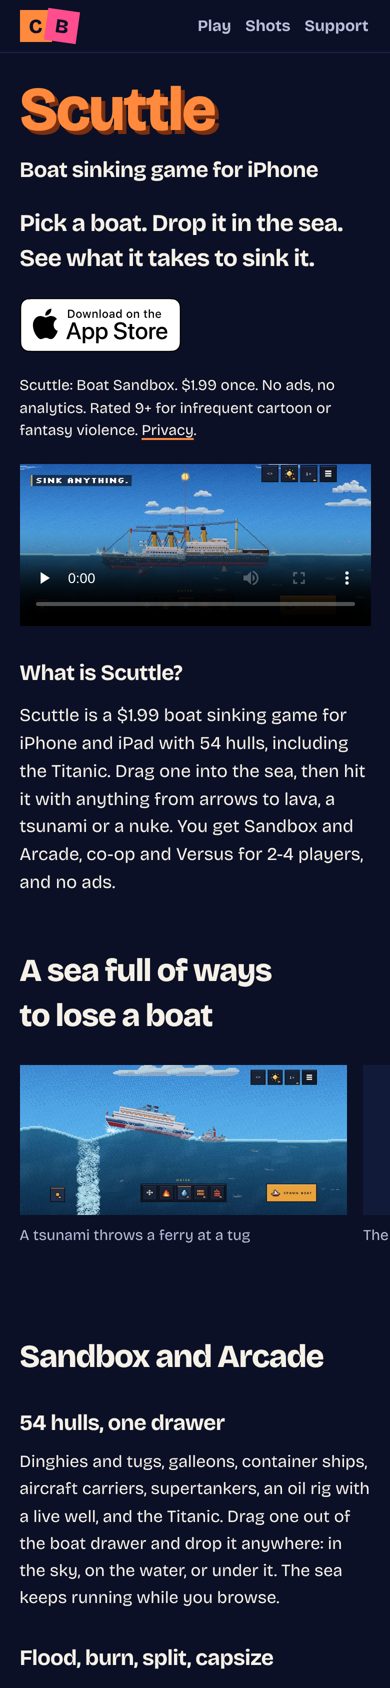 C B
Play Shots Support
Scuttle
Boat sinking game for iPhone
Pick a boat. Drop it in the sea.
See what it takes to sink it.
Download on the
App Store
Scuttle: Boat Sandbox. $1.99 once. No ads, no
analytics. Rated 9+ for infrequent cartoon or
fantasy violence. Privacy.
SINK ANYTHING.
0:00
What is Scuttle?
Scuttle is a $1.99 boat sinking game for
iPhone and iPad with 54 hulls, including
the Titanic. Drag one into the sea, then hit
it with anything from arrows to lava, a
tsunami or a nuke. You get Sandbox and
Arcade, co-op and Versus for 2-4 players,
and no ads.
A sea full of ways
to lose a boat
SPAWN BOAT
A tsunami throws a ferry at a tug
The
Sandbox and Arcade
54 hulls, one drawer
Dinghies and tugs, galleons, container ships,
aircraft carriers, supertankers, an oil rig with
a live well, and the Titanic. Drag one out of
the boat drawer and drop it anywhere: in
the sky, on the water, or under it. The sea
keeps running while you browse.
Flood, burn, split, capsize